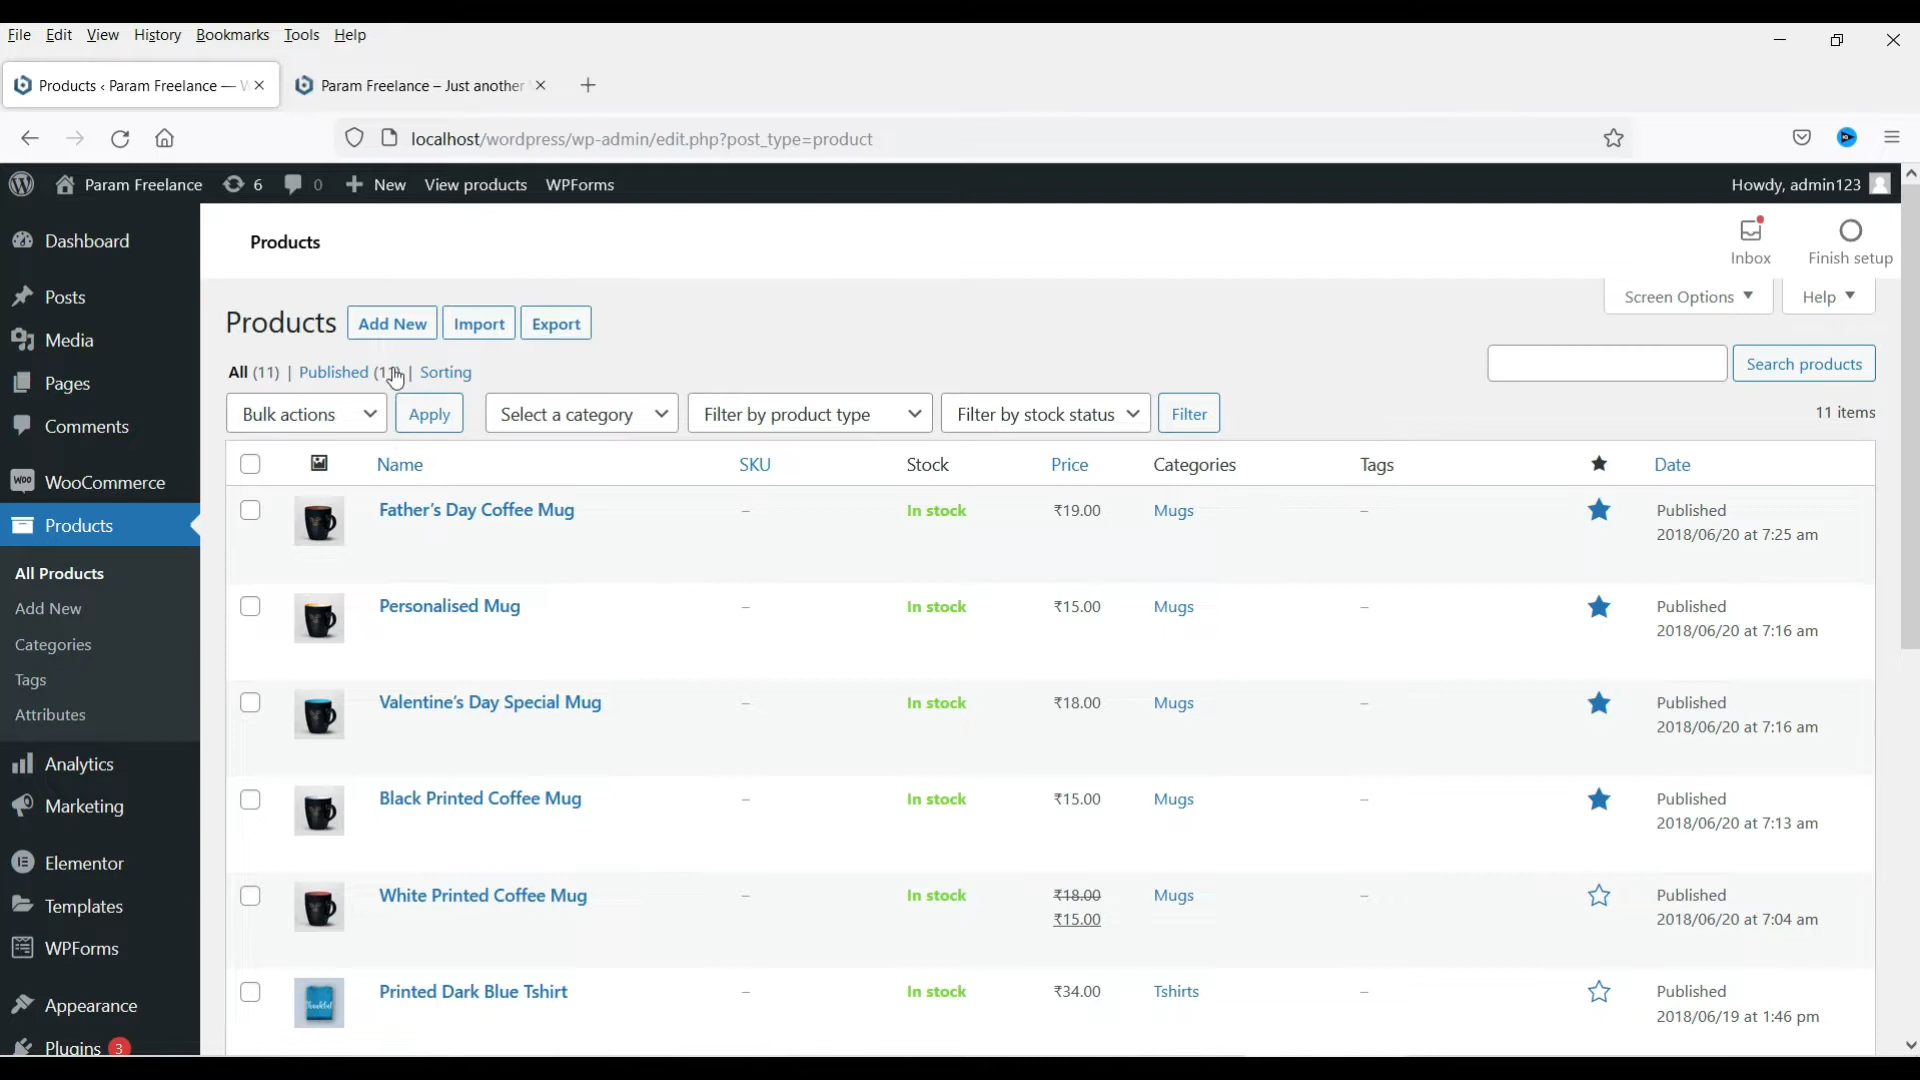 File Edit View History Bookmarks Tools Help
Products ‹ Param Freelance —
Param Freelance – Just another
localhost/wordpress/wp-admin/edit.php?post_type=product
Param Freelance 6 0 New View products WPForms Howdy, admin123
Dashboard
Posts
Media
Pages
Comments
WooCommerce
Products
All Products
Add New
Categories
Tags
Attributes
Analytics
Marketing
Elementor
Templates
WPForms
Appearance
Plugins 3
Products
Inbox
Finish setup
Screen Options Help
Products Add New Import Export
All (11) | Published | Sorting
Search products
Bulk actions Apply Select a category Filter by product type Filter by stock status Filter 11 items
Name SKU Stock Price Categories Tags Date
Father's Day Coffee Mug – In stock ₹19.00 Mugs – Published
2018/06/20 at 7:25 am
Personalised Mug – In stock ₹15.00 Mugs – Published
2018/06/20 at 7:16 am
Valentine's Day Special Mug – In stock ₹18.00 Mugs – Published
2018/06/20 at 7:16 am
Black Printed Coffee Mug – In stock ₹15.00 Mugs – Published
2018/06/20 at 7:13 am
White Printed Coffee Mug – In stock ₹18.00 Mugs – Published
₹15.00 2018/06/20 at 7:04 am
Printed Dark Blue Tshirt – In stock ₹34.00 Tshirts – Published
2018/06/19 at 1:46 pm